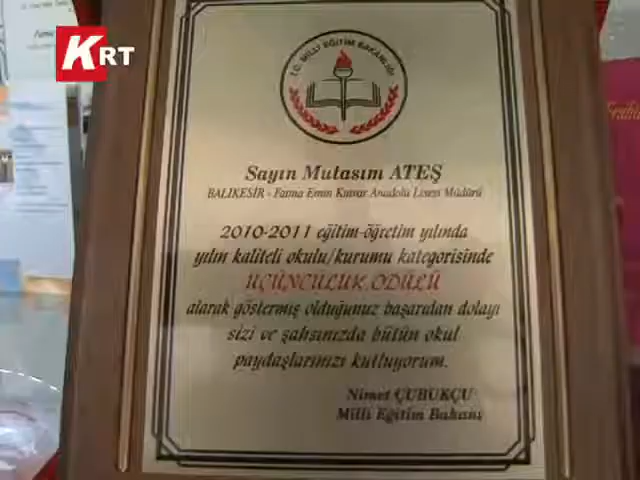 KRT
T.C. MİLLİ EĞİTİM BAKANLIĞI
Sayın Mutasım ATEŞ
BALIKESİR - Fatma Emin Kutvar Anadolu Lisesi Müdürü
2010-2011 eğitim-öğretim yılında
yılın kaliteli okulu/kurumu kategorisinde
ÜÇÜNCÜLÜK ÖDÜLÜ
alarak göstermiş olduğunuz başarıdan dolayı
sizi ve şahsınızda bütün okul
paydaşlarınızı kutluyorum.
Nimet ÇUBUKÇU
Milli Eğitim Bakanı